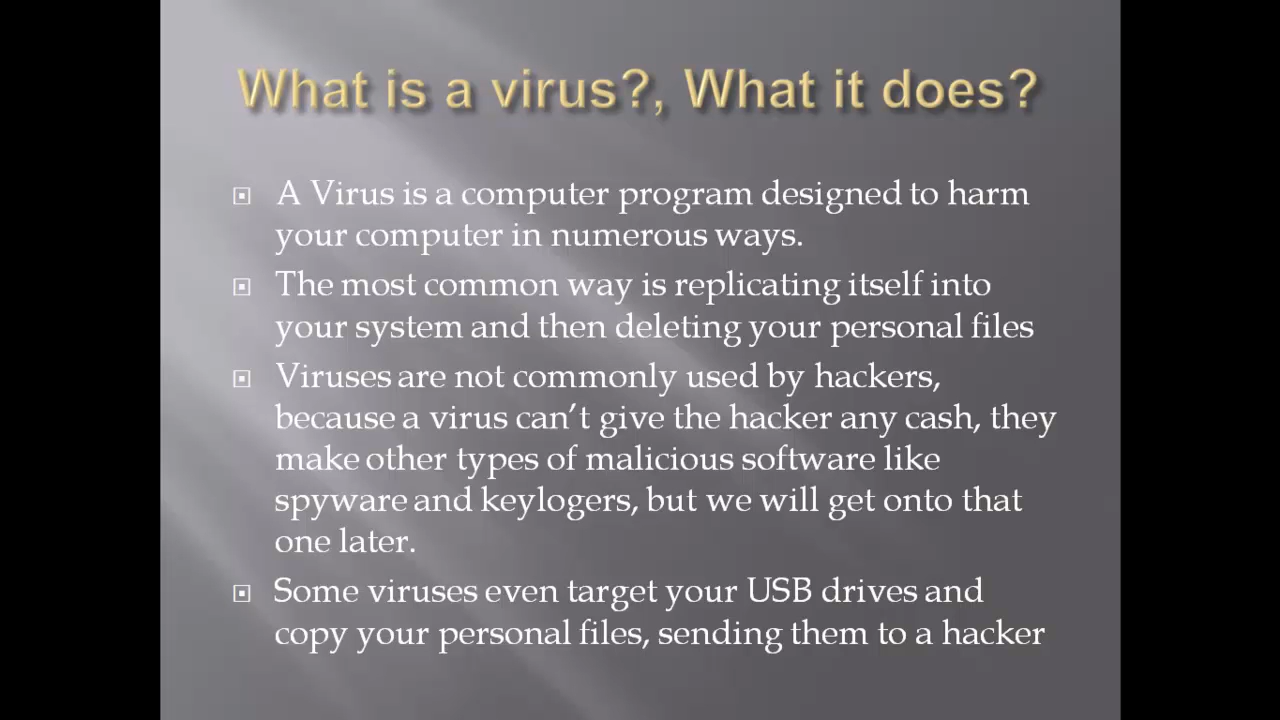 What is a virus?, What it does?
A Virus is a computer program designed to harm
your computer in numerous ways.
The most common way is replicating itself into
your system and then deleting your personal files
Viruses are not commonly used by hackers,
because a virus can’t give the hacker any cash, they
make other types of malicious software like
spyware and keylogers, but we will get onto that
one later.
Some viruses even target your USB drives and
copy your personal files, sending them to a hacker